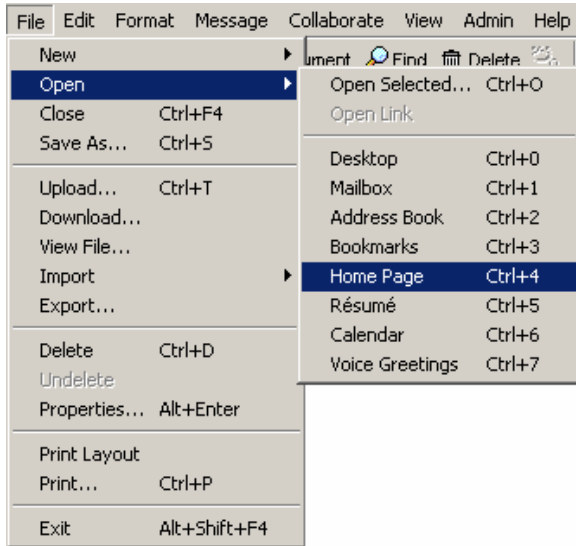 File Edit Format Message Collaborate View Admin Help
ument Find Delete
New
Open
Close Ctrl+F4
Save As... Ctrl+S
Upload... Ctrl+T
Download...
View File...
Import
Export...
Delete Ctrl+D
Undelete
Properties... Alt+Enter
Print Layout
Print... Ctrl+P
Exit Alt+Shift+F4
Open Selected... Ctrl+O
Open Link
Desktop Ctrl+0
Mailbox Ctrl+1
Address Book Ctrl+2
Bookmarks Ctrl+3
Home Page Ctrl+4
Résumé Ctrl+5
Calendar Ctrl+6
Voice Greetings Ctrl+7